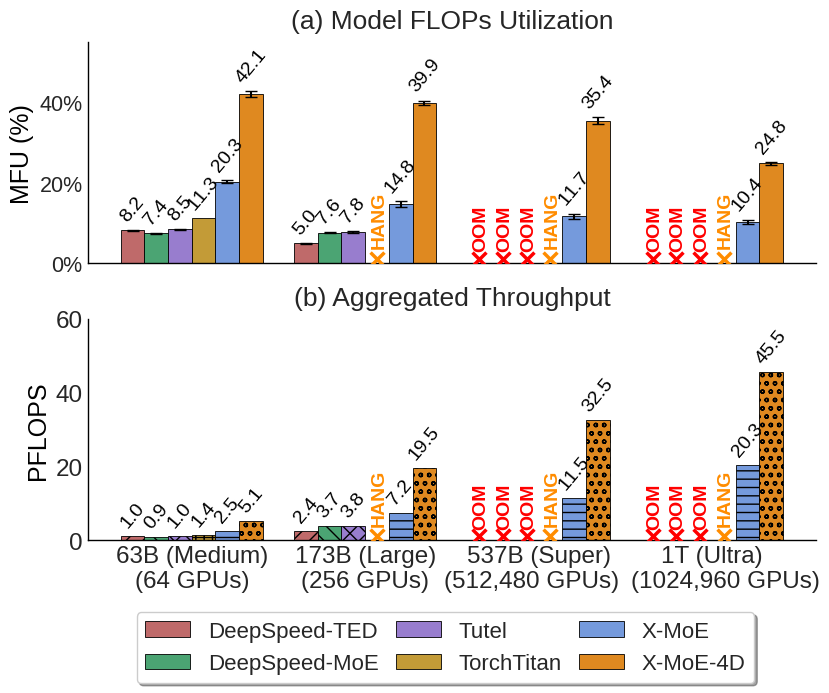 (a) Model FLOPs Utilization
MFU (%)
40%
20%
0%
8.2
7.4
8.5
11.3
20.3
42.1
5.0
7.6
7.8
HANG
14.8
39.9
OOM
OOM
OOM
HANG
11.7
35.4
OOM
OOM
OOM
HANG
10.4
24.8
(b) Aggregated Throughput
PFLOPS
60
40
20
0
1.0
0.9
1.0
1.4
2.5
5.1
2.4
3.7
3.8
HANG
7.2
19.5
OOM
OOM
OOM
HANG
11.5
32.5
OOM
OOM
OOM
HANG
20.3
45.5
63B (Medium)
(64 GPUs)
173B (Large)
(256 GPUs)
537B (Super)
(512,480 GPUs)
1T (Ultra)
(1024,960 GPUs)
DeepSpeed-TED
DeepSpeed-MoE
Tutel
TorchTitan
X-MoE
X-MoE-4D